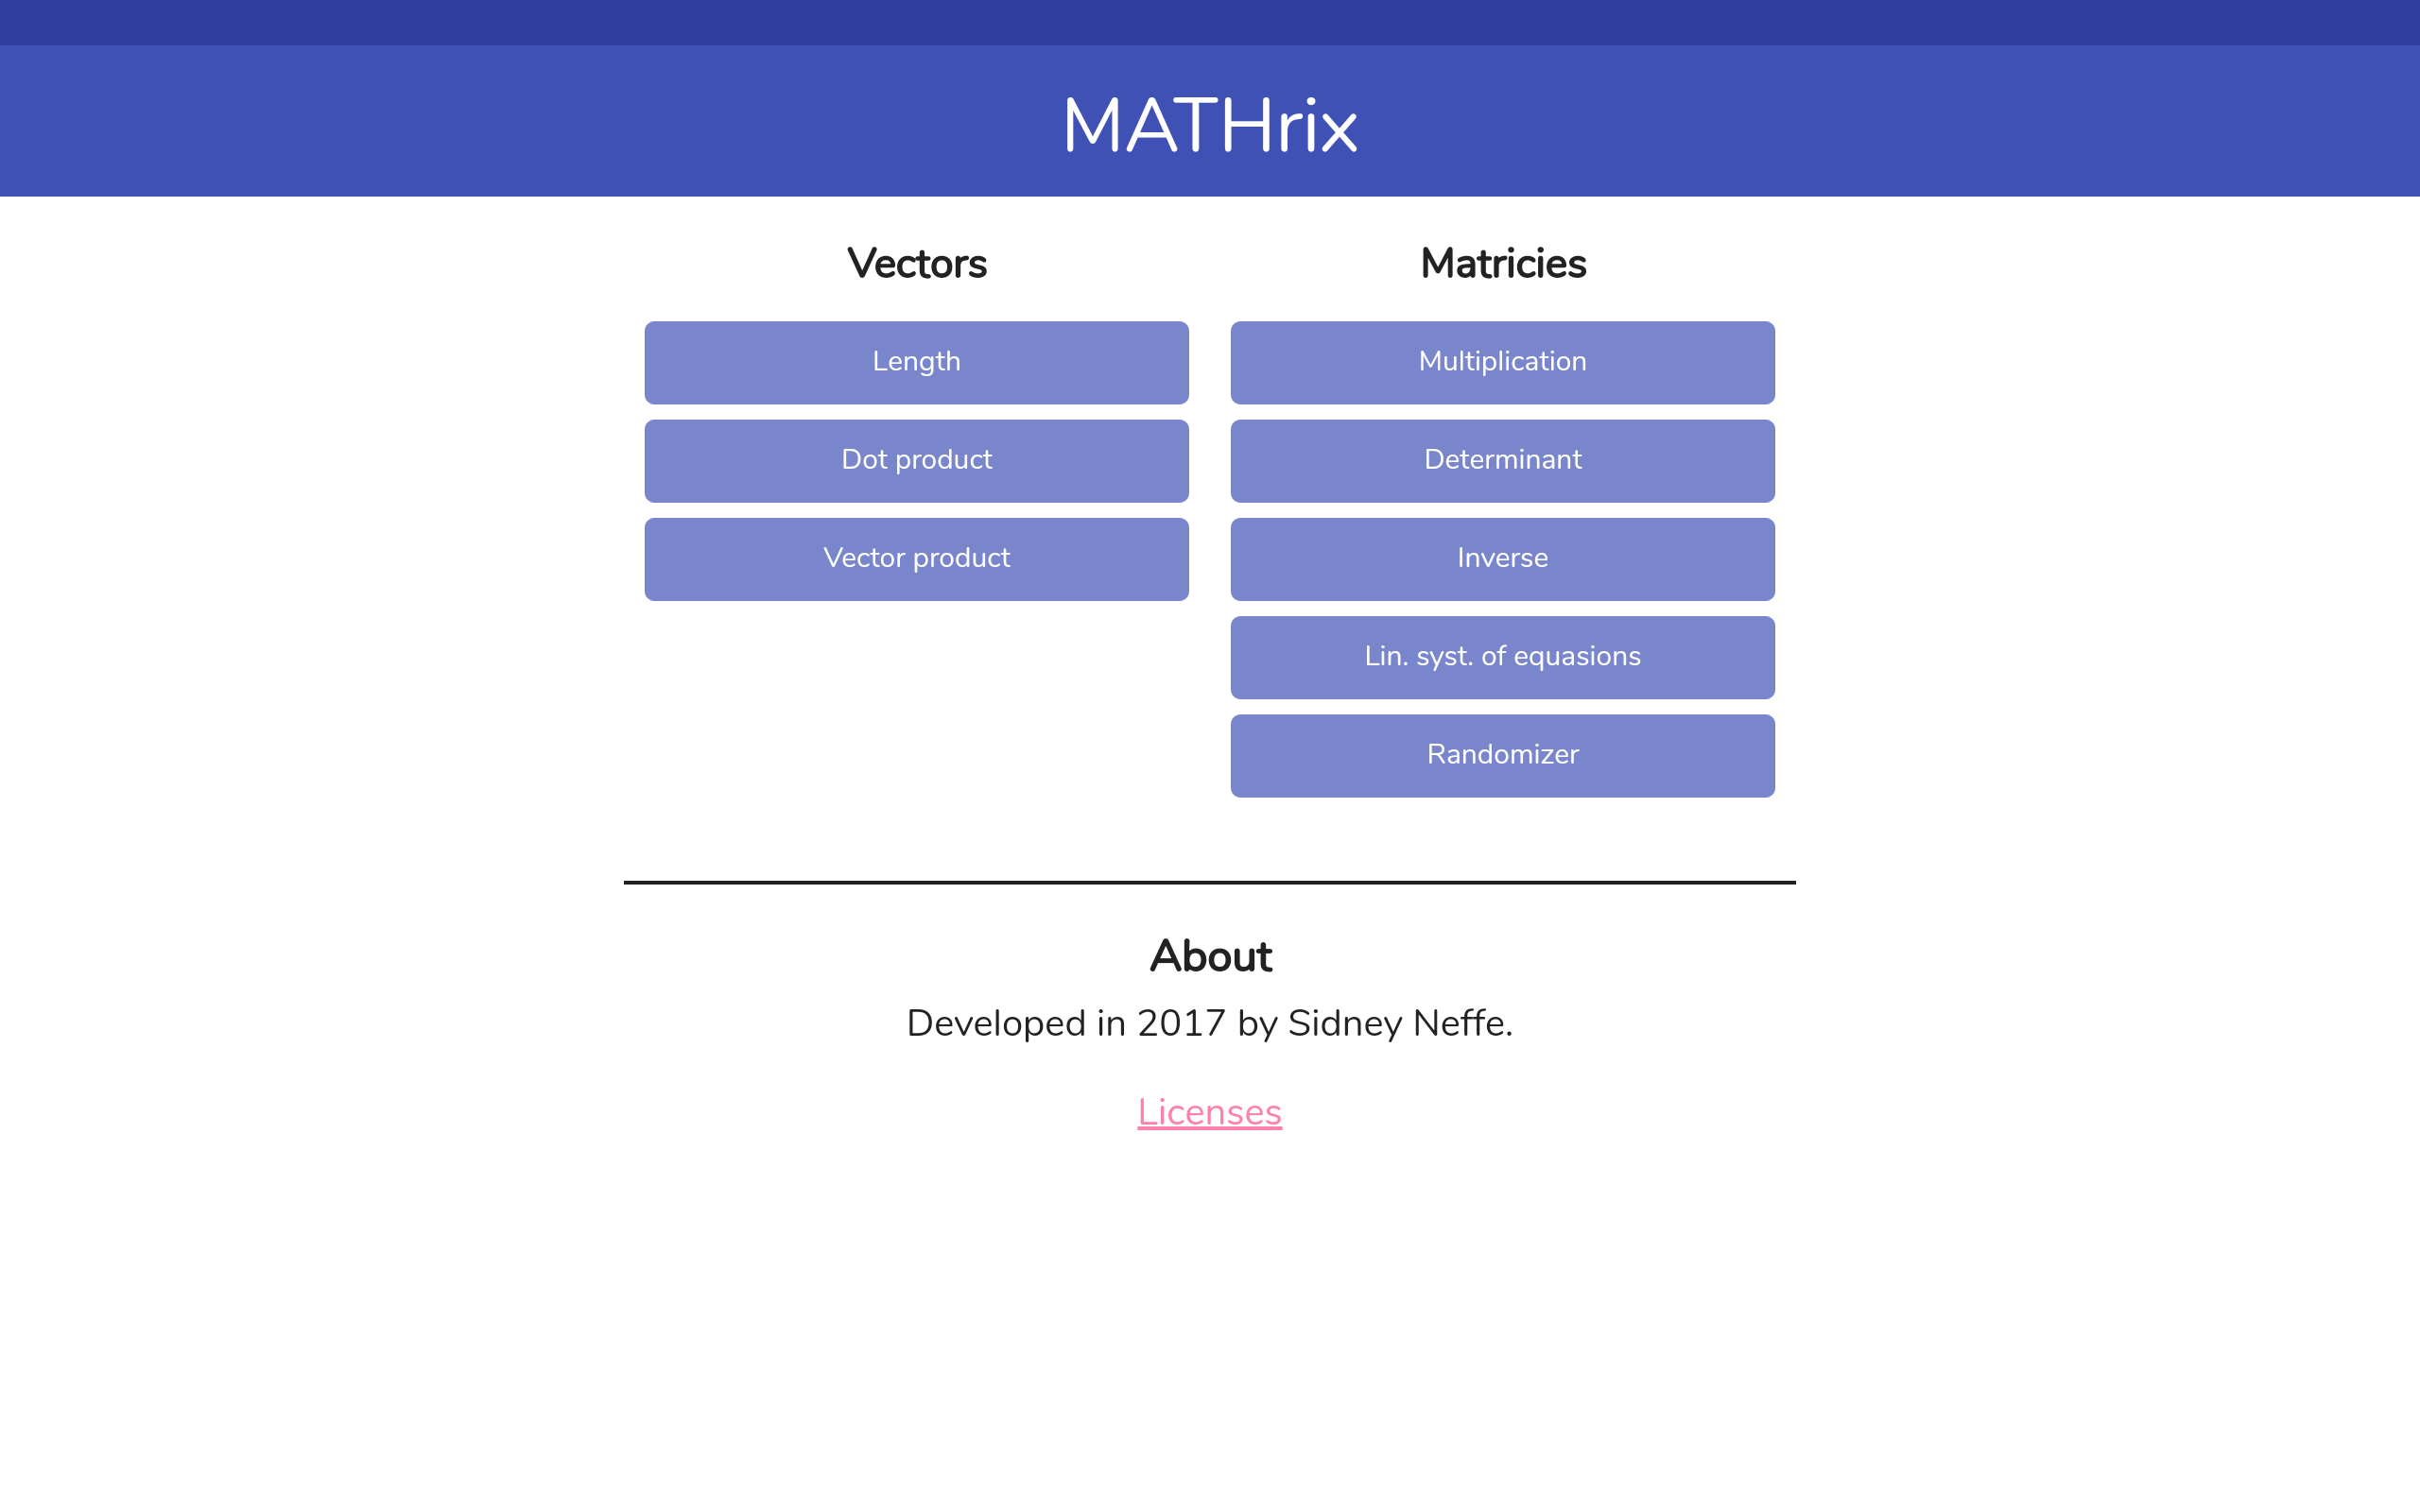 MATHrix
Vectors
Length
Dot product
Vector product
Matricies
Multiplication
Determinant
Inverse
Lin. syst. of equasions
Randomizer
About
Developed in 2017 by Sidney Neffe.
Licenses